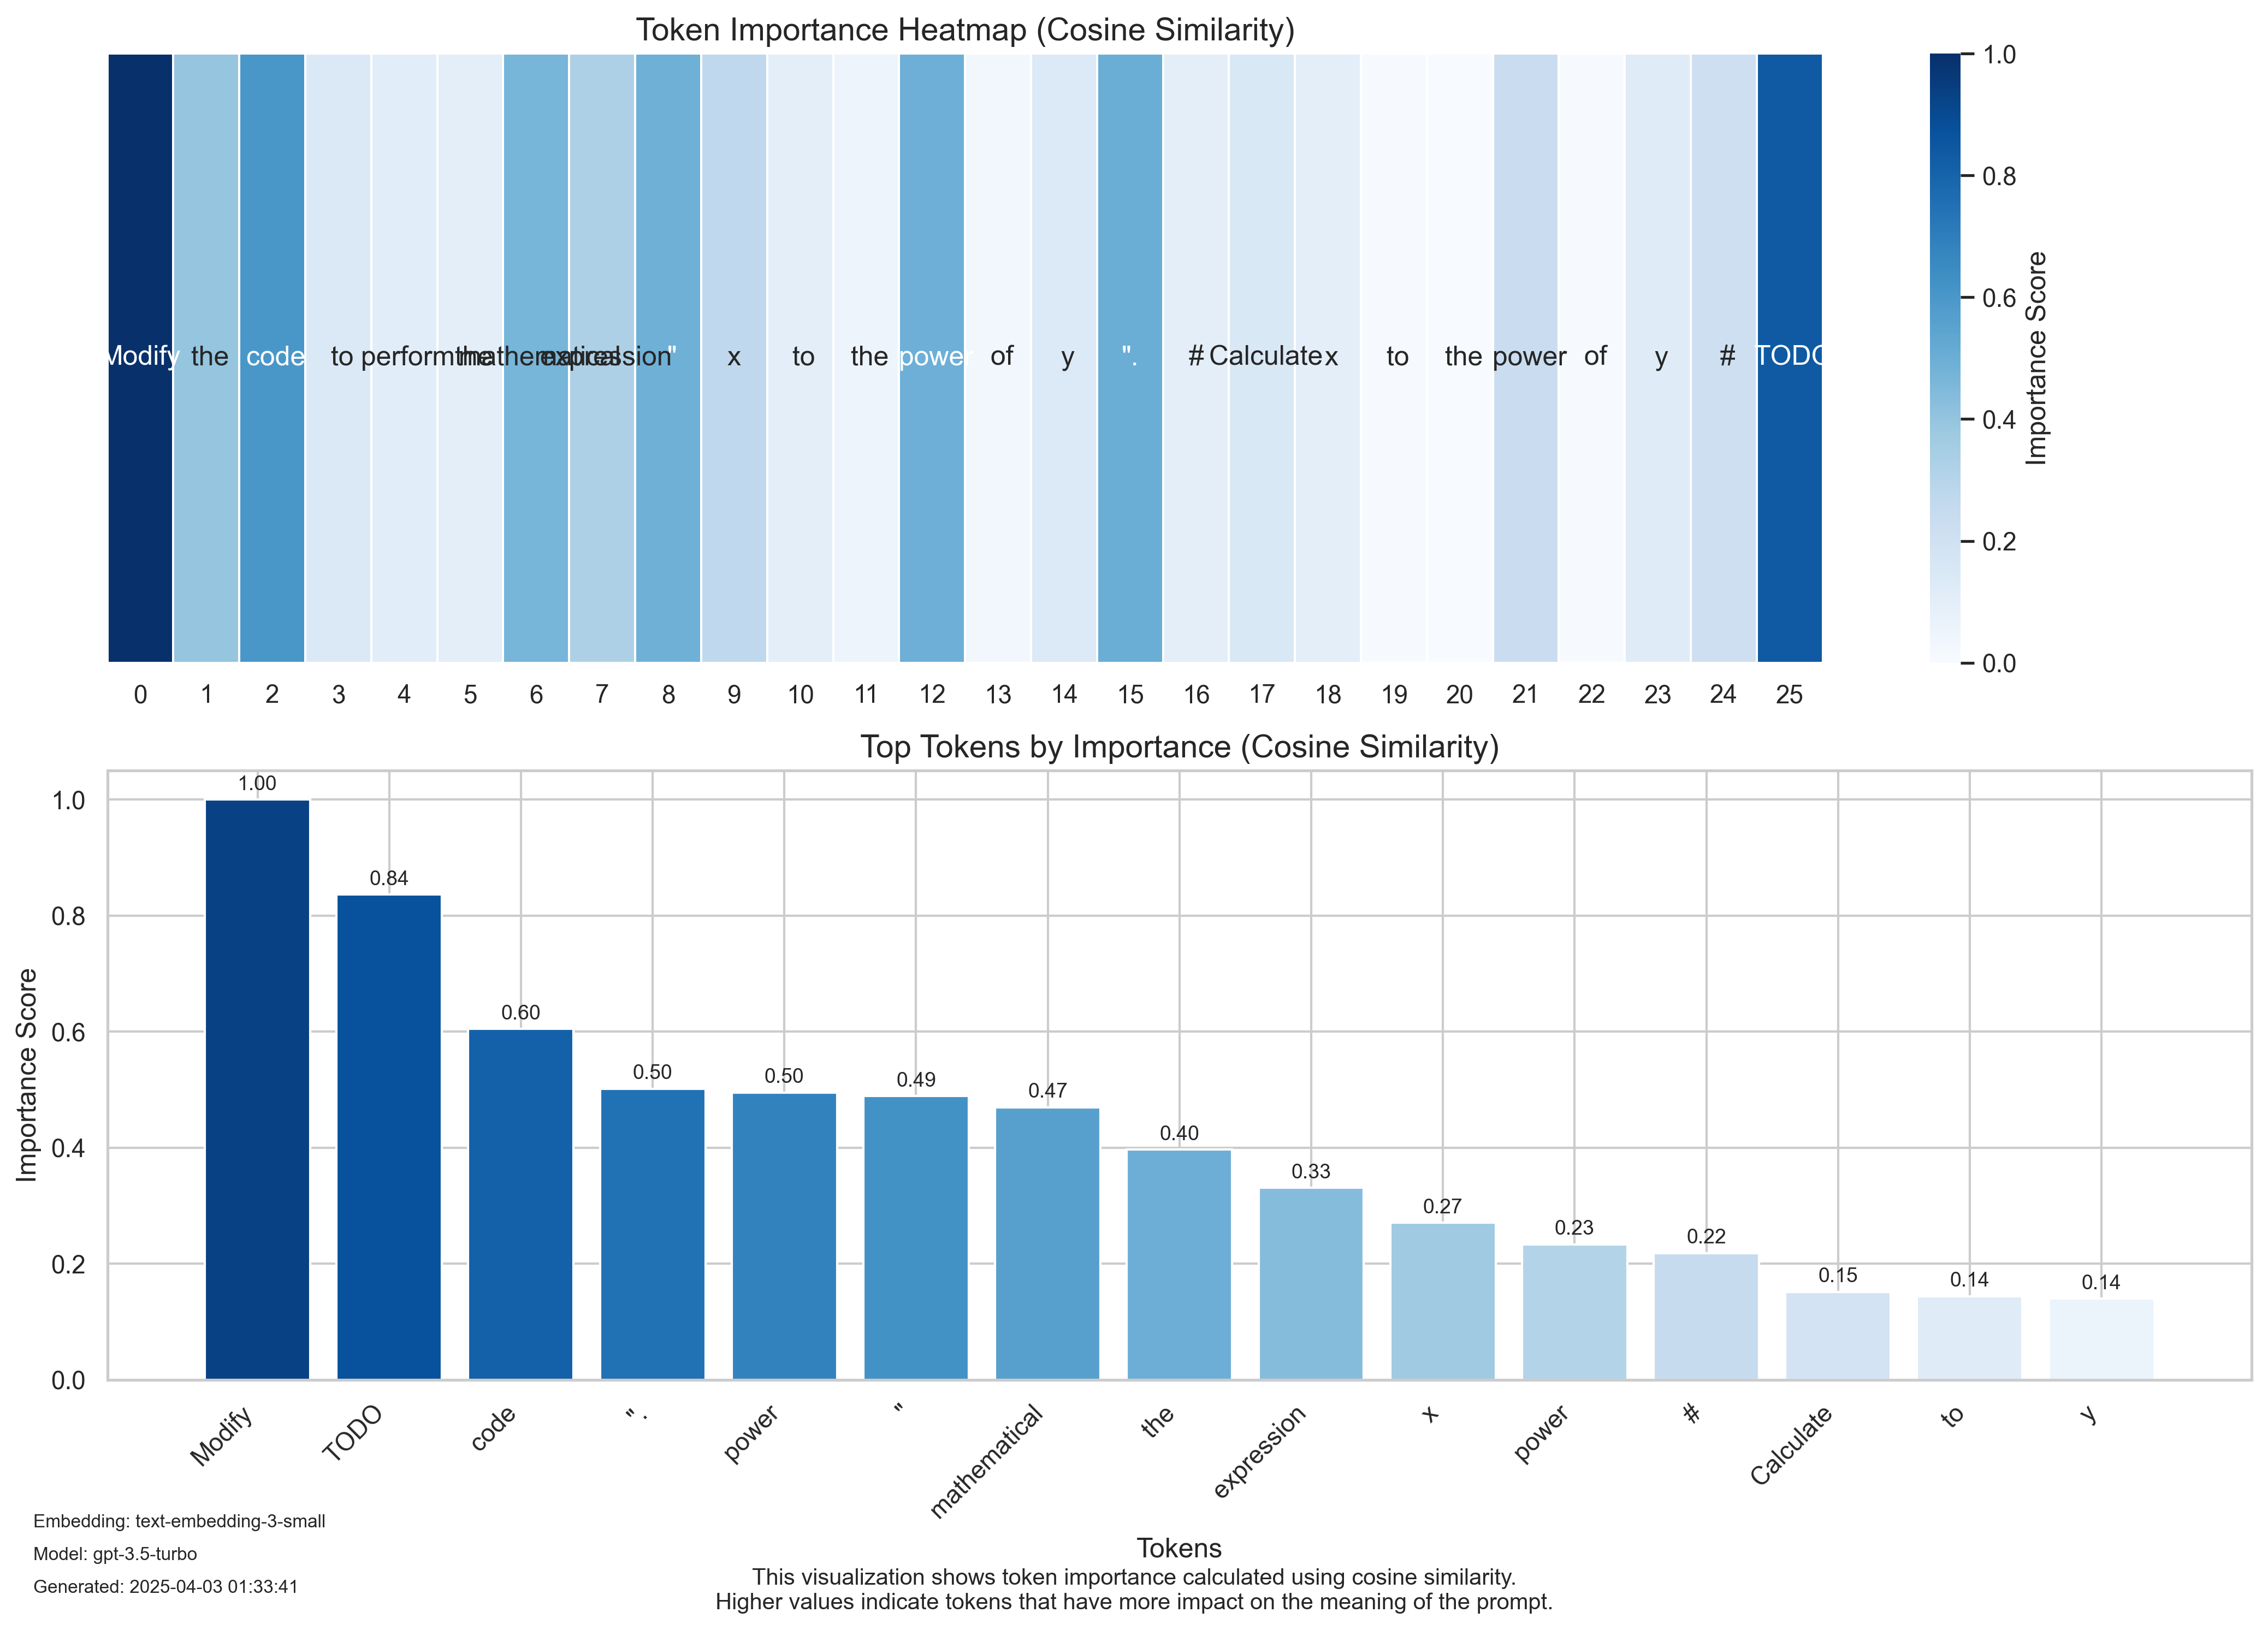 Token Importance Heatmap (Cosine Similarity)
Modify the code to perform the mathematical expression " x to the power of y ". # Calculate x to the power of y # TODO
0 1 2 3 4 5 6 7 8 9 10 11 12 13 14 15 16 17 18 19 20 21 22 23 24 25
1.0
0.8
0.6
0.4
0.2
0.0
Importance Score
Top Tokens by Importance (Cosine Similarity)
Importance Score
1.0
0.8
0.6
0.4
0.2
0.0
1.00 0.84 0.60 0.50 0.50 0.49 0.47 0.40 0.33 0.27 0.23 0.22 0.15 0.14 0.14
Modify TODO code ". power " mathematical the expression x power # Calculate to y
Tokens
Embedding: text-embedding-3-small
Model: gpt-3.5-turbo
Generated: 2025-04-03 01:33:41
This visualization shows token importance calculated using cosine similarity.
Higher values indicate tokens that have more impact on the meaning of the prompt.